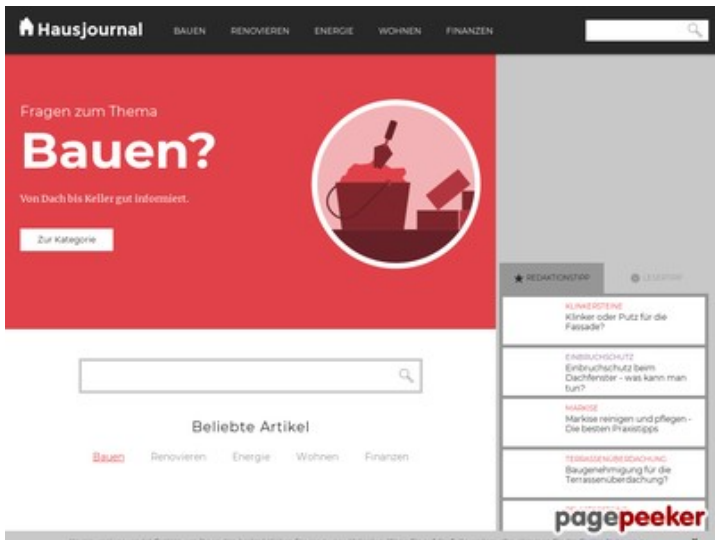 Hausjournal
BAUEN RENOVIEREN ENERGIE WOHNEN FINANZEN
Fragen zum Thema
Bauen?
Von Dach bis Keller gut informiert.
Zur Kategorie
REDAKTIONSTIPP LESERTIPP
KLINKERSTEINE
Klinker oder Putz für die
Fassade?
EINBRUCHSCHUTZ
Einbruchschutz beim
Dachfenster - was kann man
tun?
MARKISE
Markise reinigen und pflegen -
Die besten Praxistipps
TERRASSENÜBERDACHUNG
Baugenehmigung für die
Terrassenüberdachung?
Beliebte Artikel
Bauen Renovieren Energie Wohnen Finanzen
pagepeeker